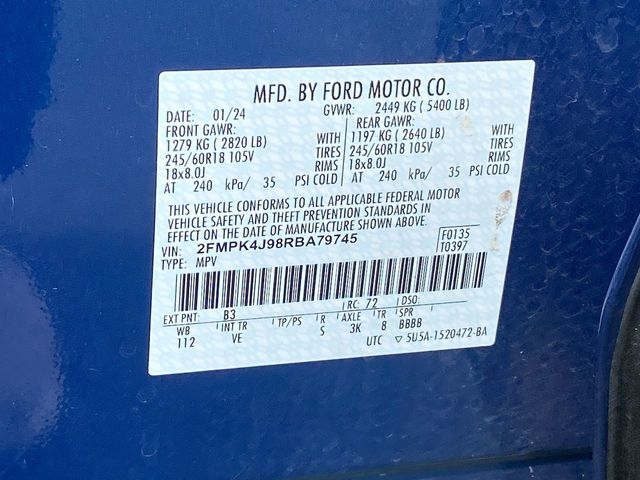 MFD. BY FORD MOTOR CO.
DATE: 01/24 GVWR: 2449 KG ( 5400 LB)
FRONT GAWR: REAR GAWR:
1279 KG ( 2820 LB) WITH 1197 KG ( 2640 LB) WITH
245/60R18 105V TIRES 245/60R18 105V TIRES
18x8.0J RIMS 18x8.0J RIMS
AT 240 kPa/ 35 PSI COLD AT 240 kPa/ 35 PSI COLD
THIS VEHICLE CONFORMS TO ALL APPLICABLE FEDERAL MOTOR
VEHICLE SAFETY AND THEFT PREVENTION STANDARDS IN
EFFECT ON THE DATE OF MANUFACTURE SHOWN ABOVE.
VIN: 2FMPK4J98RBA79745 F0135
TYPE: MPV T0397
EXT PNT: B3 RC: 72 DSO:
WB INT TR TP/PS R AXLE TR SPR
112 VE S 3K 8 BBBB
UTC ▽ 5U5A-1520472-BA